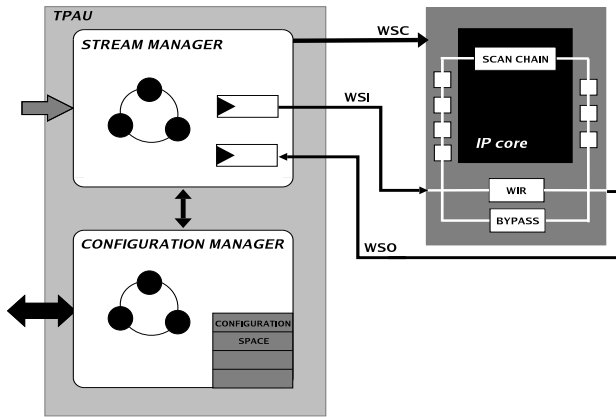 TPAU
STREAM MANAGER
WSC
SCAN CHAIN
WSI
IP core
WIR
BYPASS
WSO
CONFIGURATION MANAGER
CONFIGURATION
SPACE